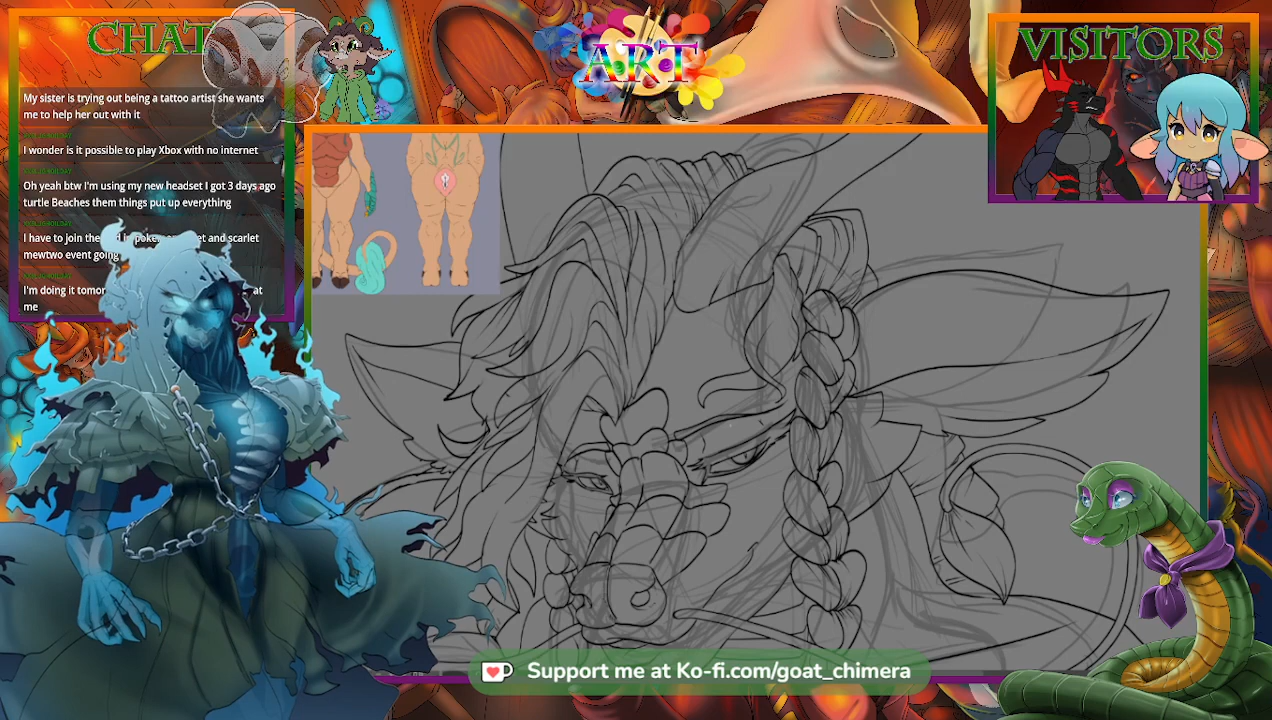 CHAT
ART
VISITORS
My sister is trying out being a tattoo artist she wants
me to help her out with it
I wonder is it possible to play Xbox with no internet
Oh yeah btw I'm using my new headset I got 3 days ago
turtle Beaches them things put up everything
I have to join the and scarlet
mewtwo event going
I'm doing it at
me
Support me at Ko-fi.com/goat_chimera